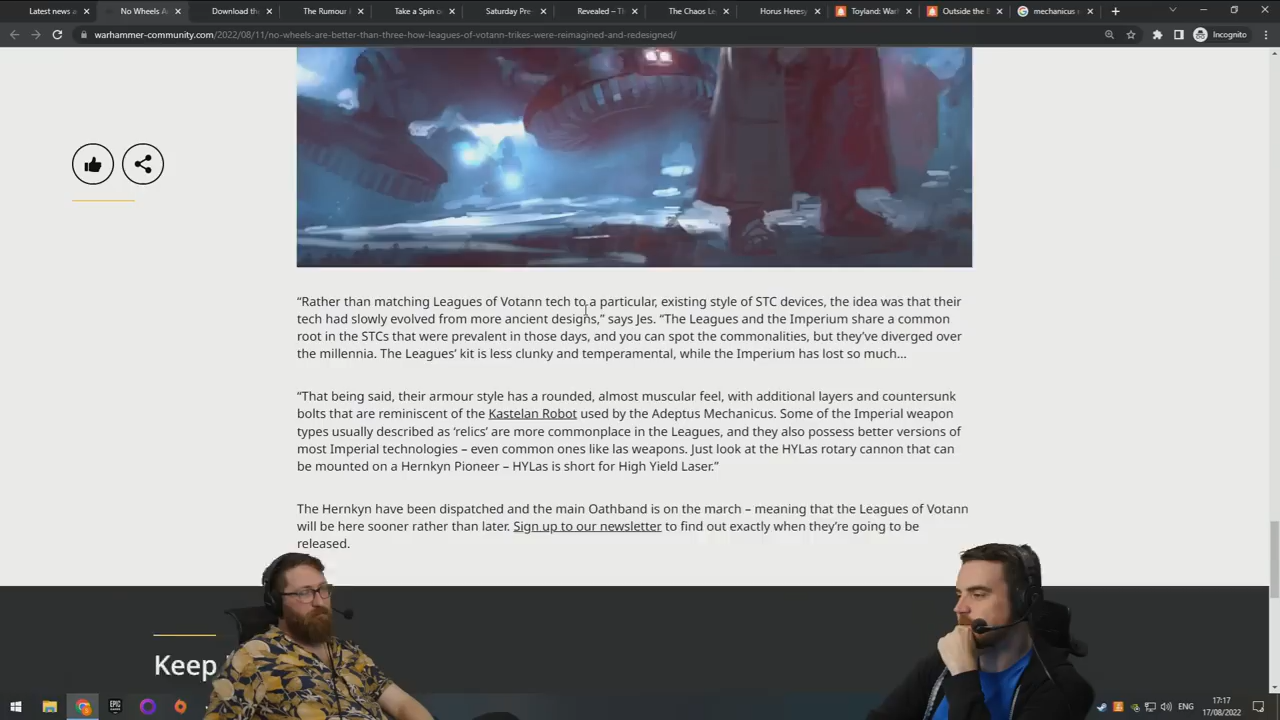 Latest news a
No Wheels A
Download th
The Rumour
Take a Spin o
Saturday Pre
Revealed – Th
The Chaos Le
Horus Heresy
Toyland: War
Outside the B
mechanicus
warhammer-community.com/2022/08/11/no-wheels-are-better-than-three-how-leagues-of-votann-trikes-were-reimagined-and-redesigned/
Incognito
“Rather than matching Leagues of Votann tech to a particular, existing style of STC devices, the idea was that their
tech had slowly evolved from more ancient designs,” says Jes. “The Leagues and the Imperium share a common
root in the STCs that were prevalent in those days, and you can spot the commonalities, but they’ve diverged over
the millennia. The Leagues’ kit is less clunky and temperamental, while the Imperium has lost so much…
“That being said, their armour style has a rounded, almost muscular feel, with additional layers and countersunk
bolts that are reminiscent of the Kastelan Robot used by the Adeptus Mechanicus. Some of the Imperial weapon
types usually described as ‘relics’ are more commonplace in the Leagues, and they also possess better versions of
most Imperial technologies – even common ones like las weapons. Just look at the HYLas rotary cannon that can
be mounted on a Hernkyn Pioneer – HYLas is short for High Yield Laser.”
The Hernkyn have been dispatched and the main Oathband is on the march – meaning that the Leagues of Votann
will be here sooner rather than later. Sign up to our newsletter to find out exactly when they’re going to be
released.
Keep
EPIC
ENG
17:17
17/08/2022